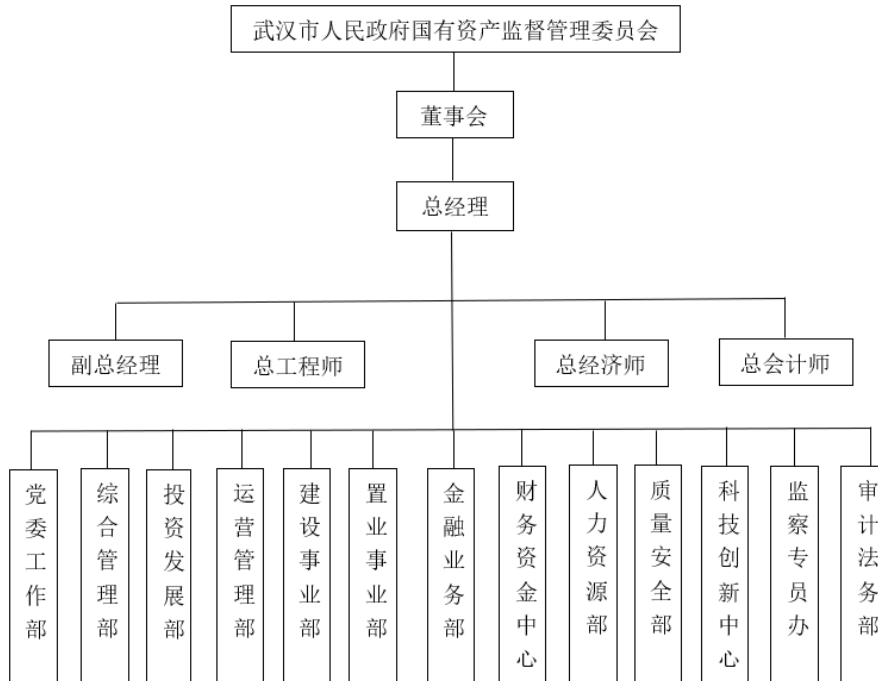 武汉市人民政府国有资产监督管理委员会
董事会
总经理
副总经理
总工程师
总经济师
总会计师
党委工作部
综合管理部
投资发展部
运营管理部
建设事业部
置业事业部
金融业务部
财务资金中心
人力资源部
质量安全部
科技创新中心
监察专员办
审计法务部